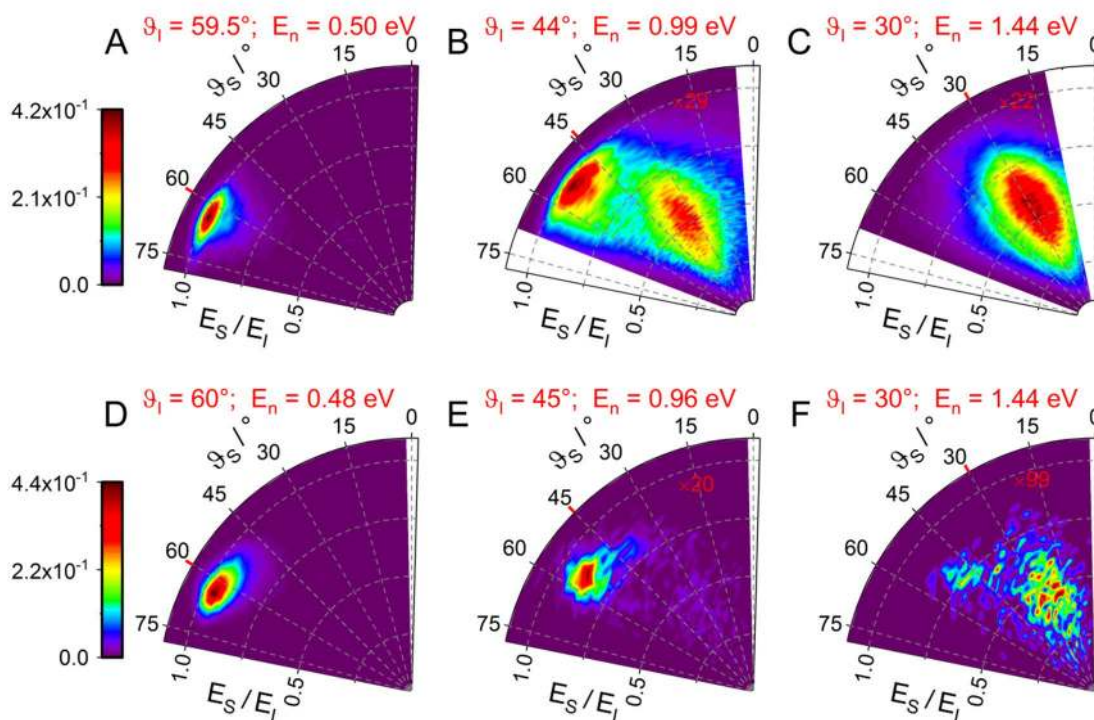 A ϑI = 59.5°; En = 0.50 eV
B ϑI = 44°; En = 0.99 eV
C ϑI = 30°; En = 1.44 eV
4.2x10⁻¹
2.1x10⁻¹
0.0
ϑS/°
0
15
30
45
60
75
1.0
0.5
ES / EI
×29
ϑS/°
0
15
30
45
60
75
1.0
0.5
ES / EI
×22
ϑS/°
0
15
30
45
60
75
1.0
0.5
ES / EI
D ϑI = 60°; En = 0.48 eV
E ϑI = 45°; En = 0.96 eV
F ϑI = 30°; En = 1.44 eV
4.4x10⁻¹
2.2x10⁻¹
0.0
ϑS/°
0
15
30
45
60
75
1.0
0.5
ES / EI
×20
ϑS/°
0
15
30
45
60
75
1.0
0.5
ES / EI
×99
ϑS/°
0
15
30
45
60
75
1.0
0.5
ES / EI